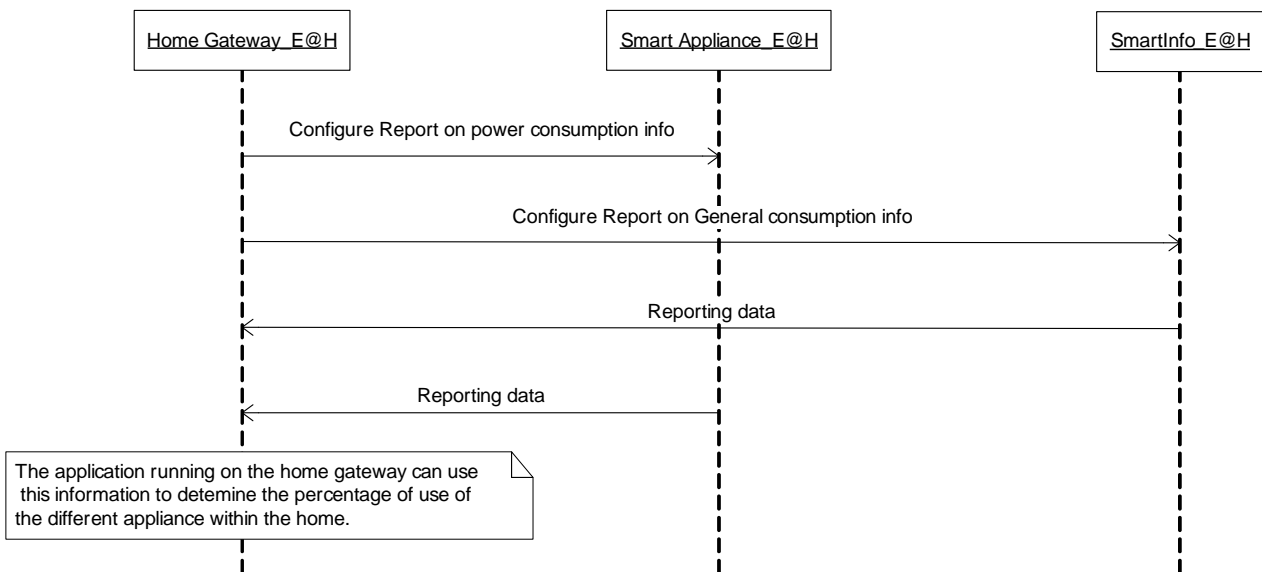 Home Gateway_E@H
Smart Appliance_E@H
SmartInfo_E@H
Configure Report on power consumption info
Configure Report on General consumption info
Reporting data
Reporting data
The application running on the home gateway can use
this information to detemine the percentage of use of
the different appliance within the home.